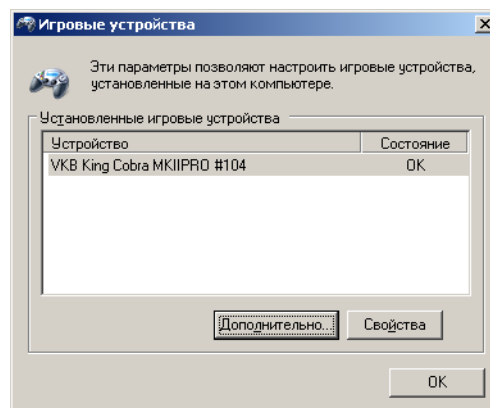 Игровые устройства
Эти параметры позволяют настроить игровые устройства,
установленные на этом компьютере.
Установленные игровые устройства
Устройство Состояние
VKB King Cobra MKIIPRO #104 OK
Дополнительно... Свойства
OK